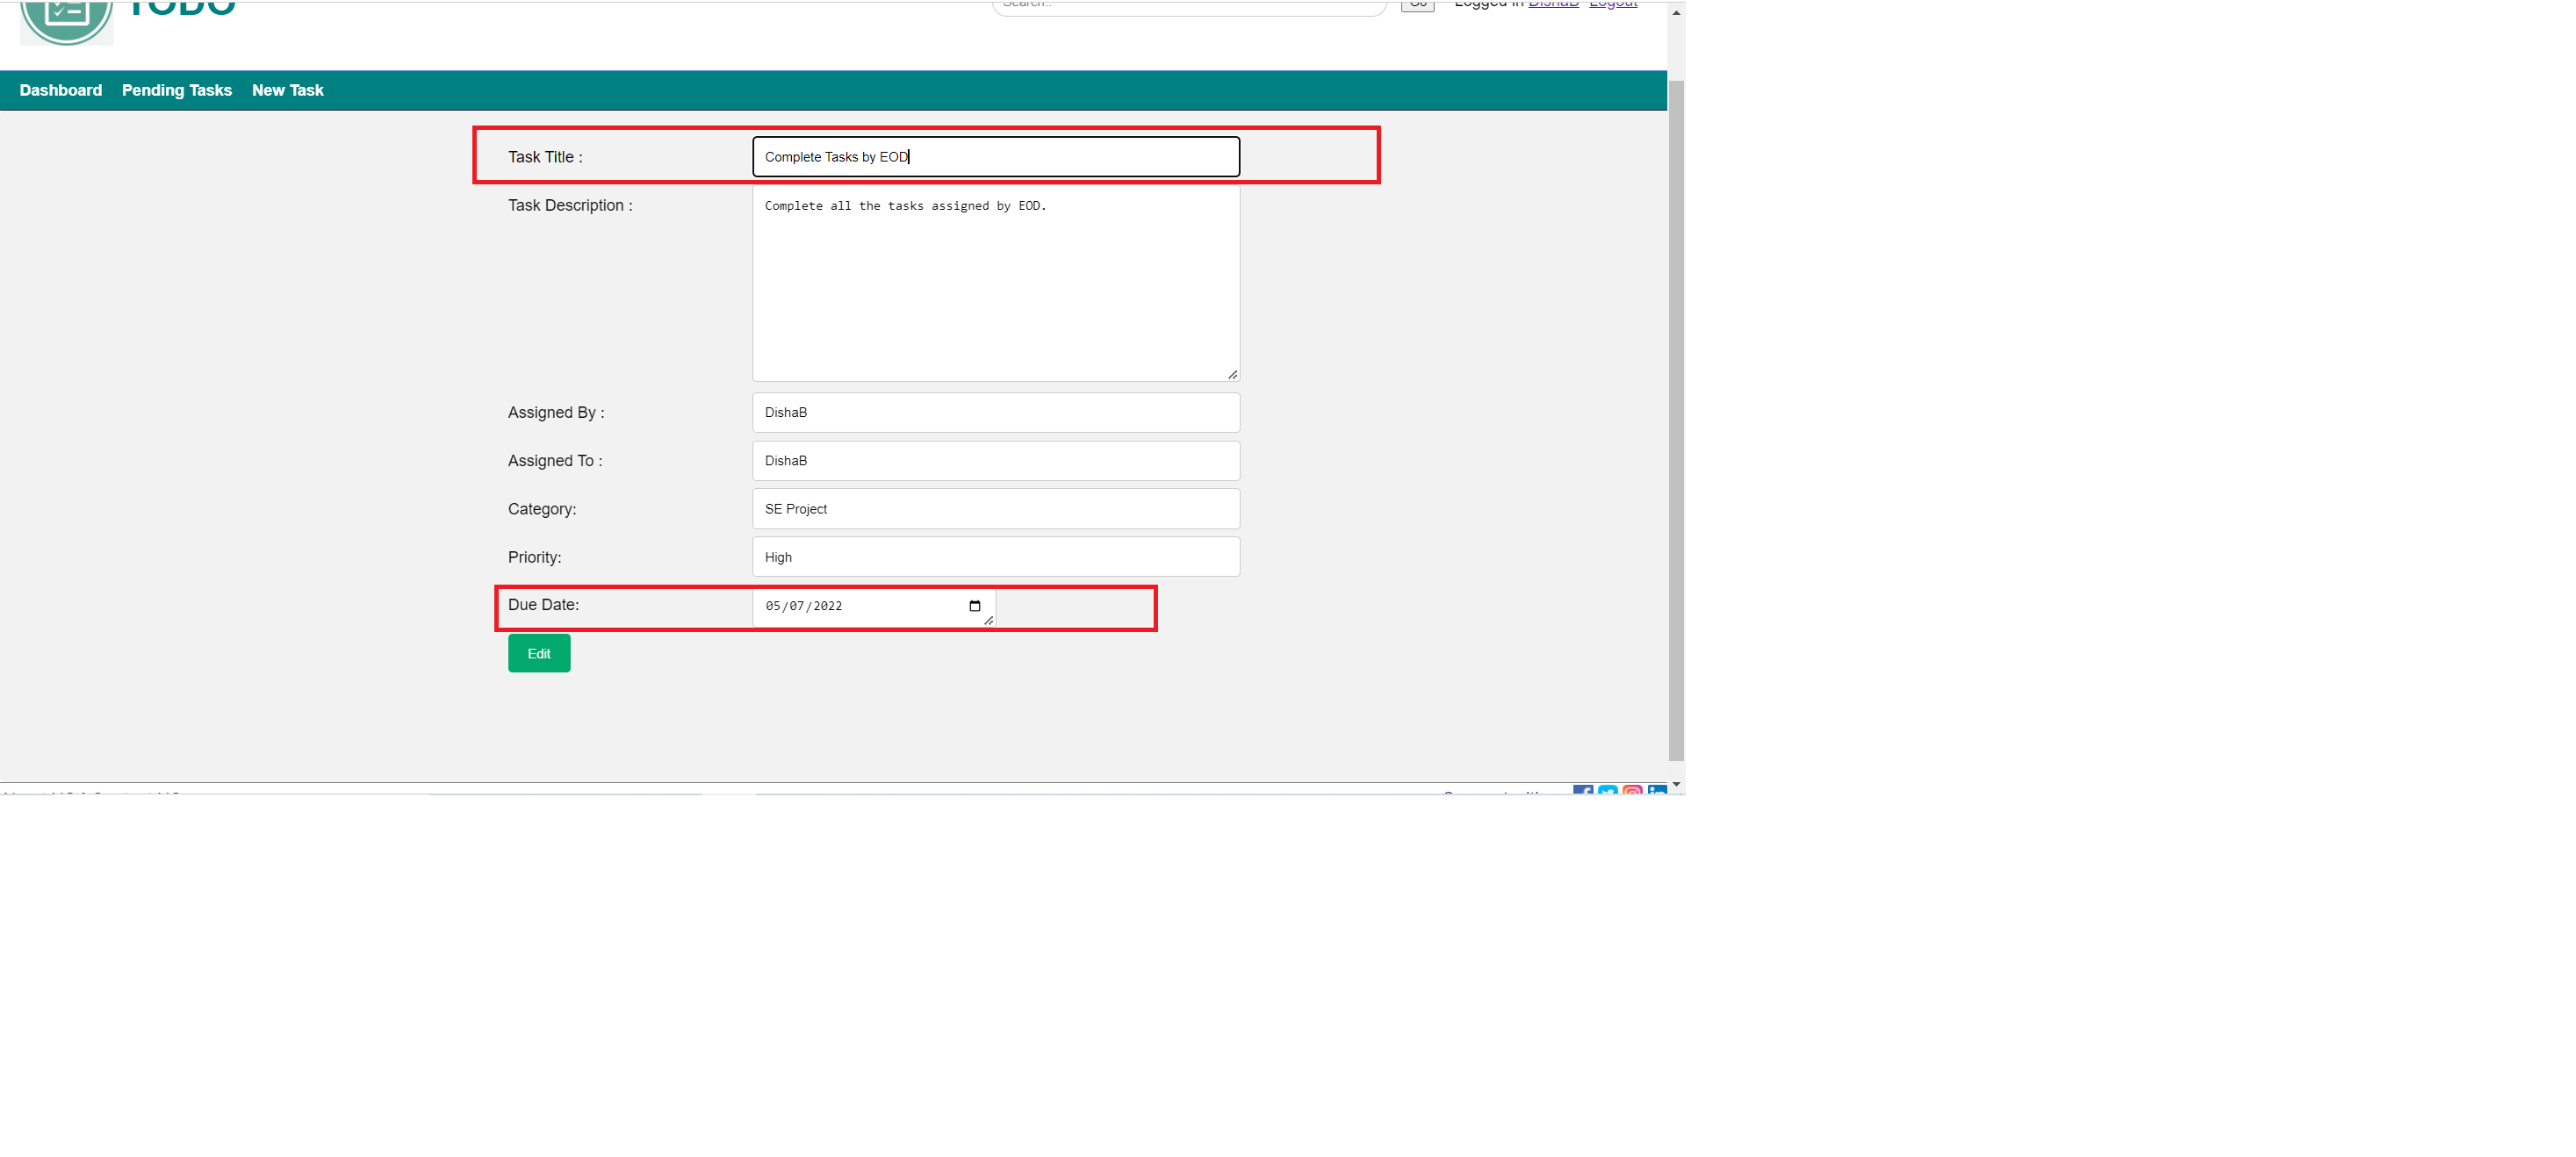 TODO
Search..
Go Logged in DishaB Logout
Dashboard Pending Tasks New Task
Task Title : Complete Tasks by EOD
Task Description : Complete all the tasks assigned by EOD.
Assigned By : DishaB
Assigned To : DishaB
Category: SE Project
Priority: High
Due Date: 05/07/2022
Edit